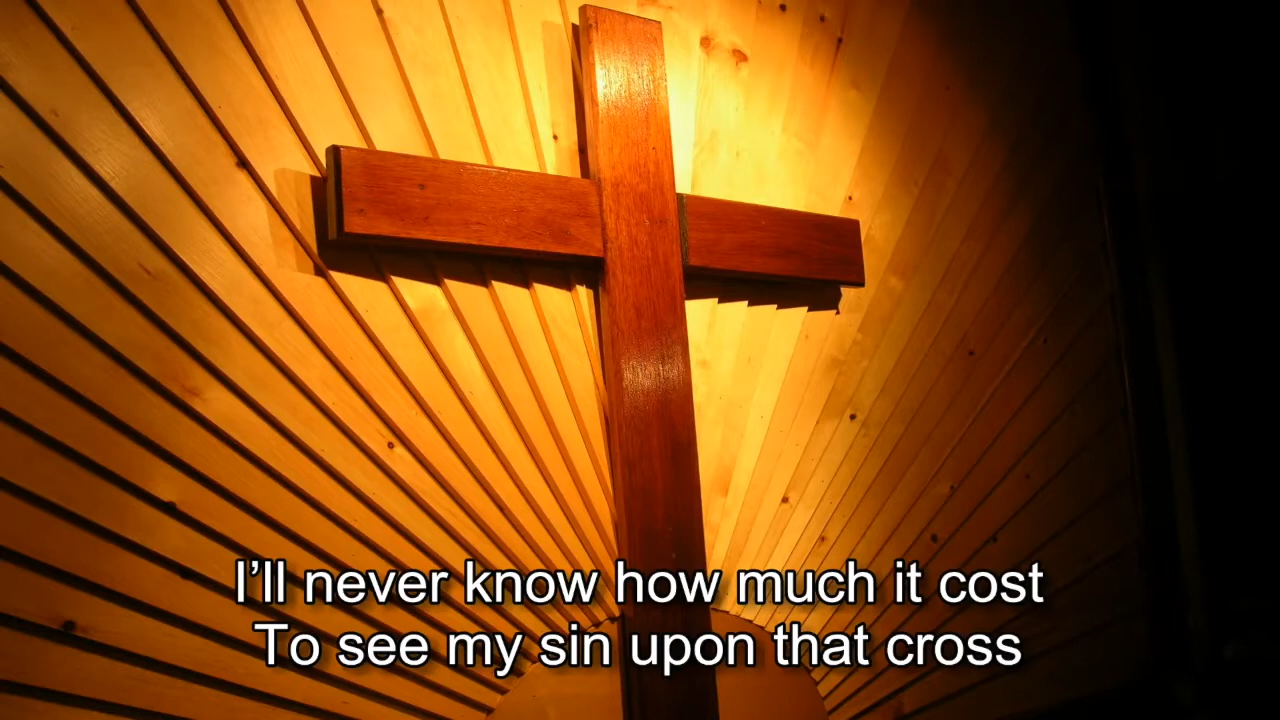 I’ll never know how much it cost
To see my sin upon that cross